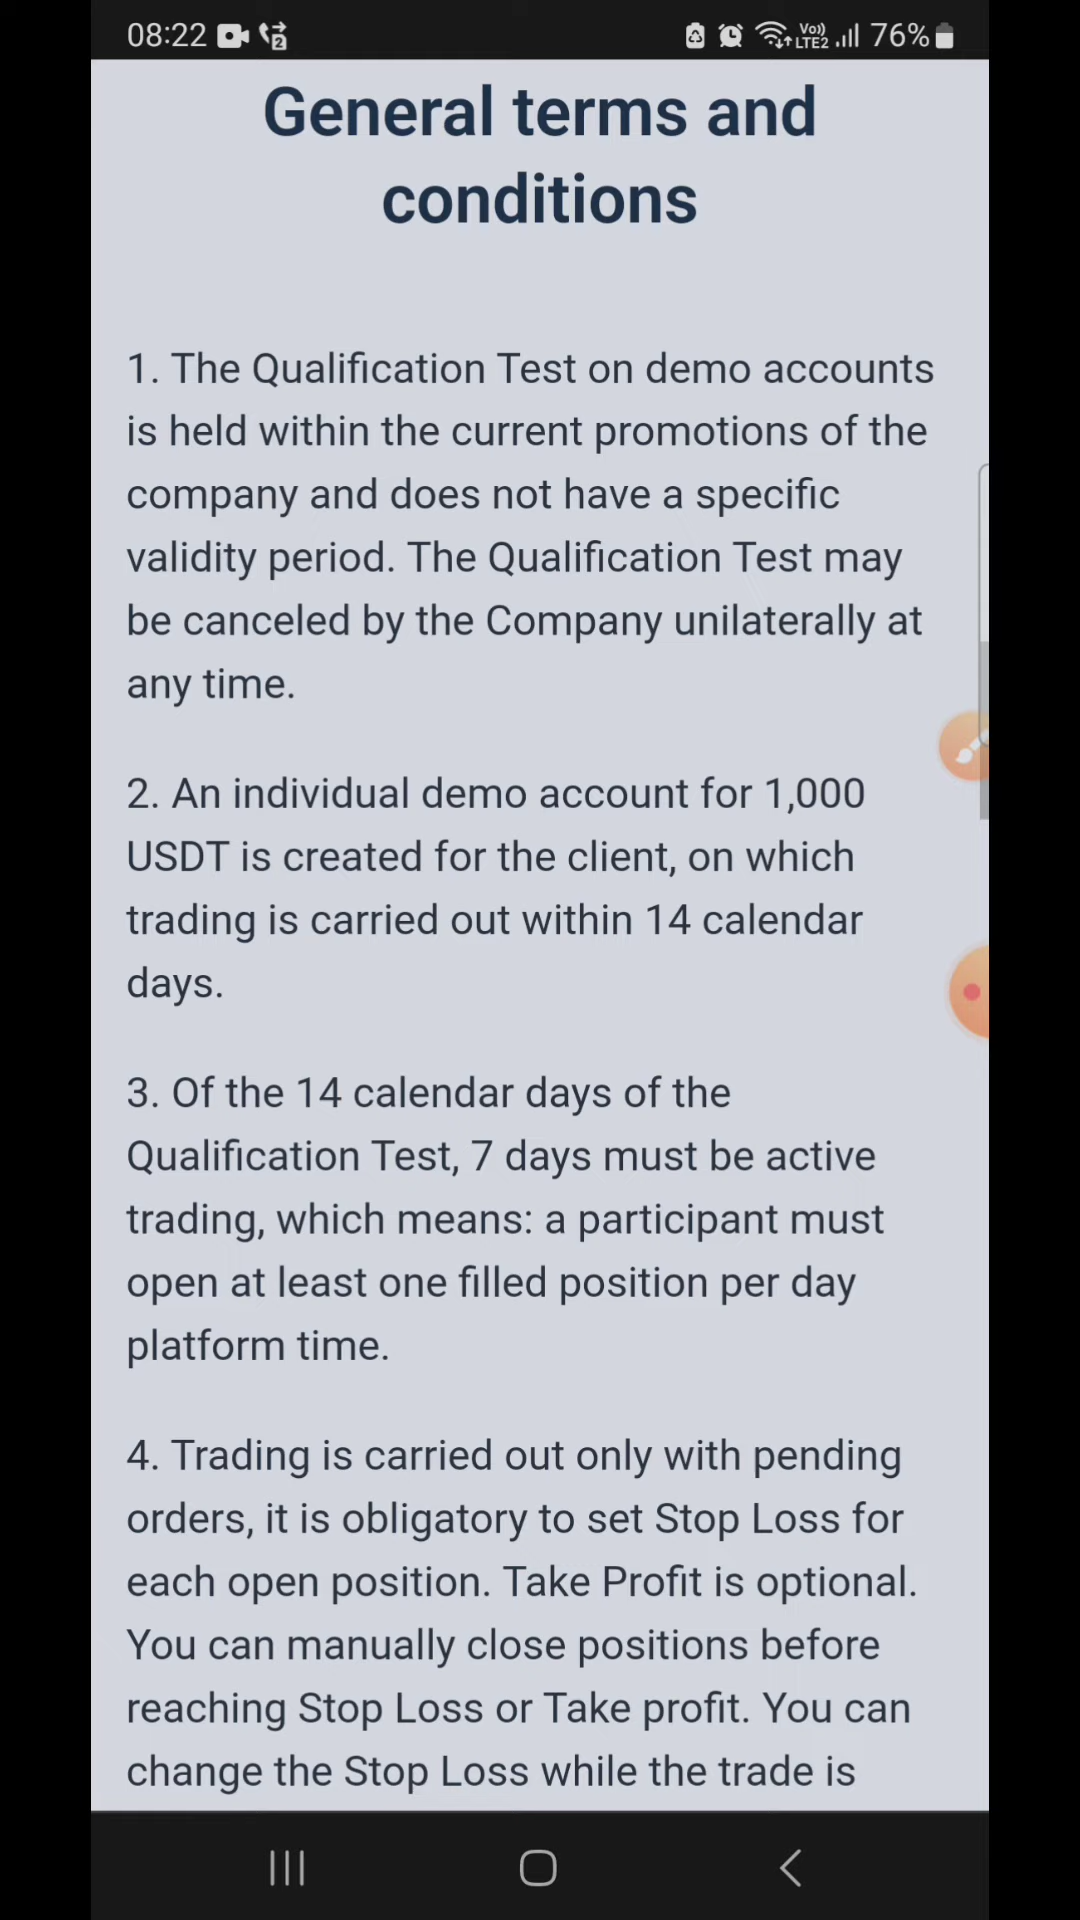 08:22
2
Vo))
LTE2
76%
General terms and
conditions
1. The Qualification Test on demo accounts
is held within the current promotions of the
company and does not have a specific
validity period. The Qualification Test may
be canceled by the Company unilaterally at
any time.
2. An individual demo account for 1,000
USDT is created for the client, on which
trading is carried out within 14 calendar
days.
3. Of the 14 calendar days of the
Qualification Test, 7 days must be active
trading, which means: a participant must
open at least one filled position per day
platform time.
4. Trading is carried out only with pending
orders, it is obligatory to set Stop Loss for
each open position. Take Profit is optional.
You can manually close positions before
reaching Stop Loss or Take profit. You can
change the Stop Loss while the trade is